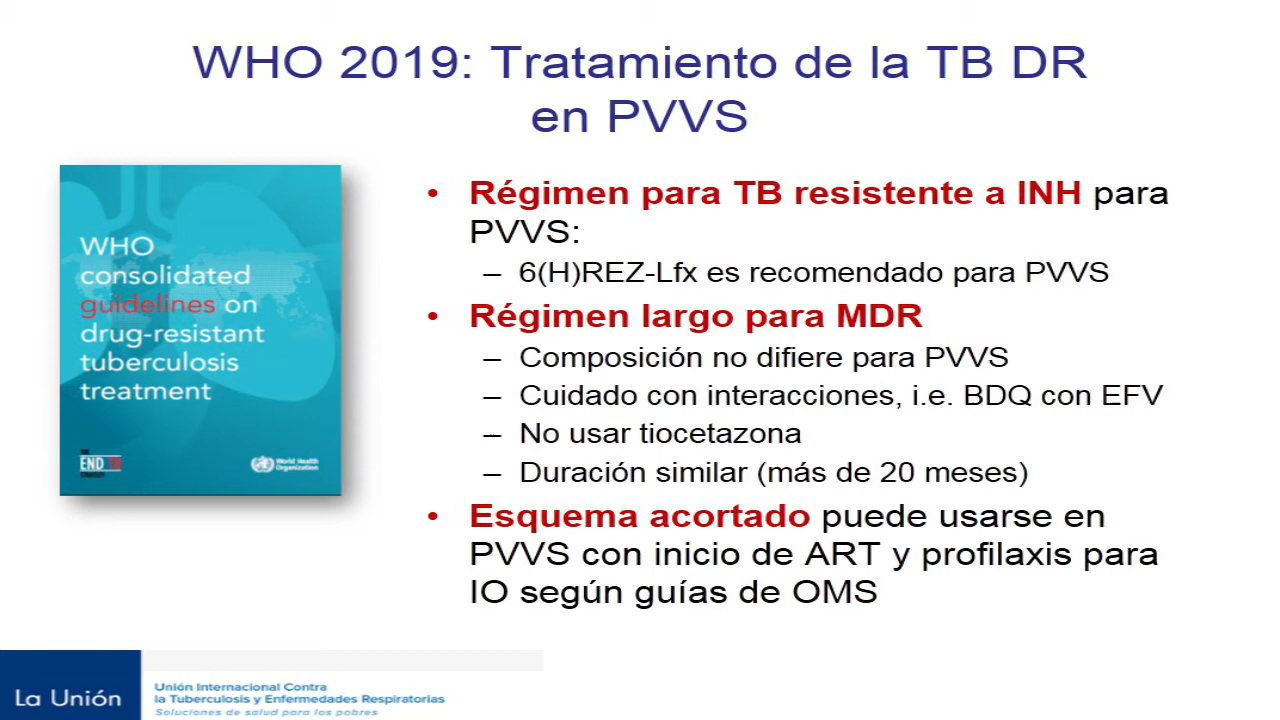 WHO 2019: Tratamiento de la TB DR
en PVVS
WHO
consolidated
guidelines on
drug-resistant
tuberculosis
treatment
END TB
World Health
Organization
• Régimen para TB resistente a INH para
PVVS:
– 6(H)REZ-Lfx es recomendado para PVVS
• Régimen largo para MDR
– Composición no difiere para PVVS
– Cuidado con interacciones, i.e. BDQ con EFV
– No usar tiocetazona
– Duración similar (más de 20 meses)
• Esquema acortado puede usarse en
PVVS con inicio de ART y profilaxis para
IO según guías de OMS
La Unión
Unión Internacional Contra
la Tuberculosis y Enfermedades Respiratorias
Soluciones de salud para los pobres